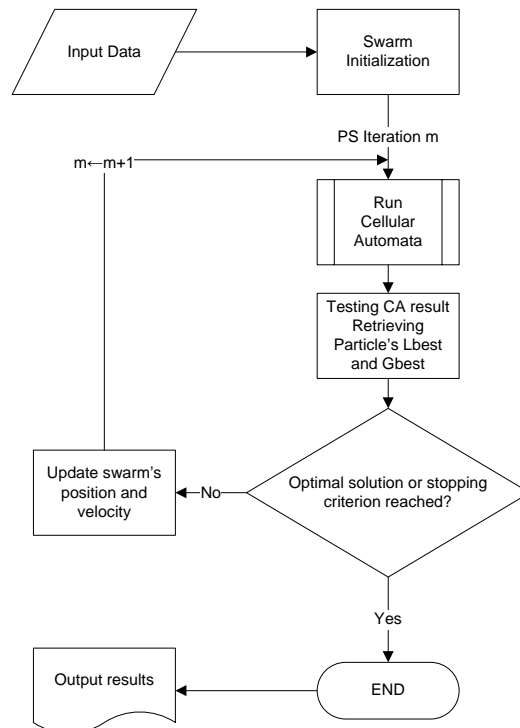 Input Data
Swarm
Initialization
PS Iteration m
m←m+1
Run
Cellular
Automata
Testing CA result
Retrieving
Particle's Lbest
and Gbest
Optimal solution or stopping
criterion reached?
No
Update swarm's
position and
velocity
Yes
END
Output results